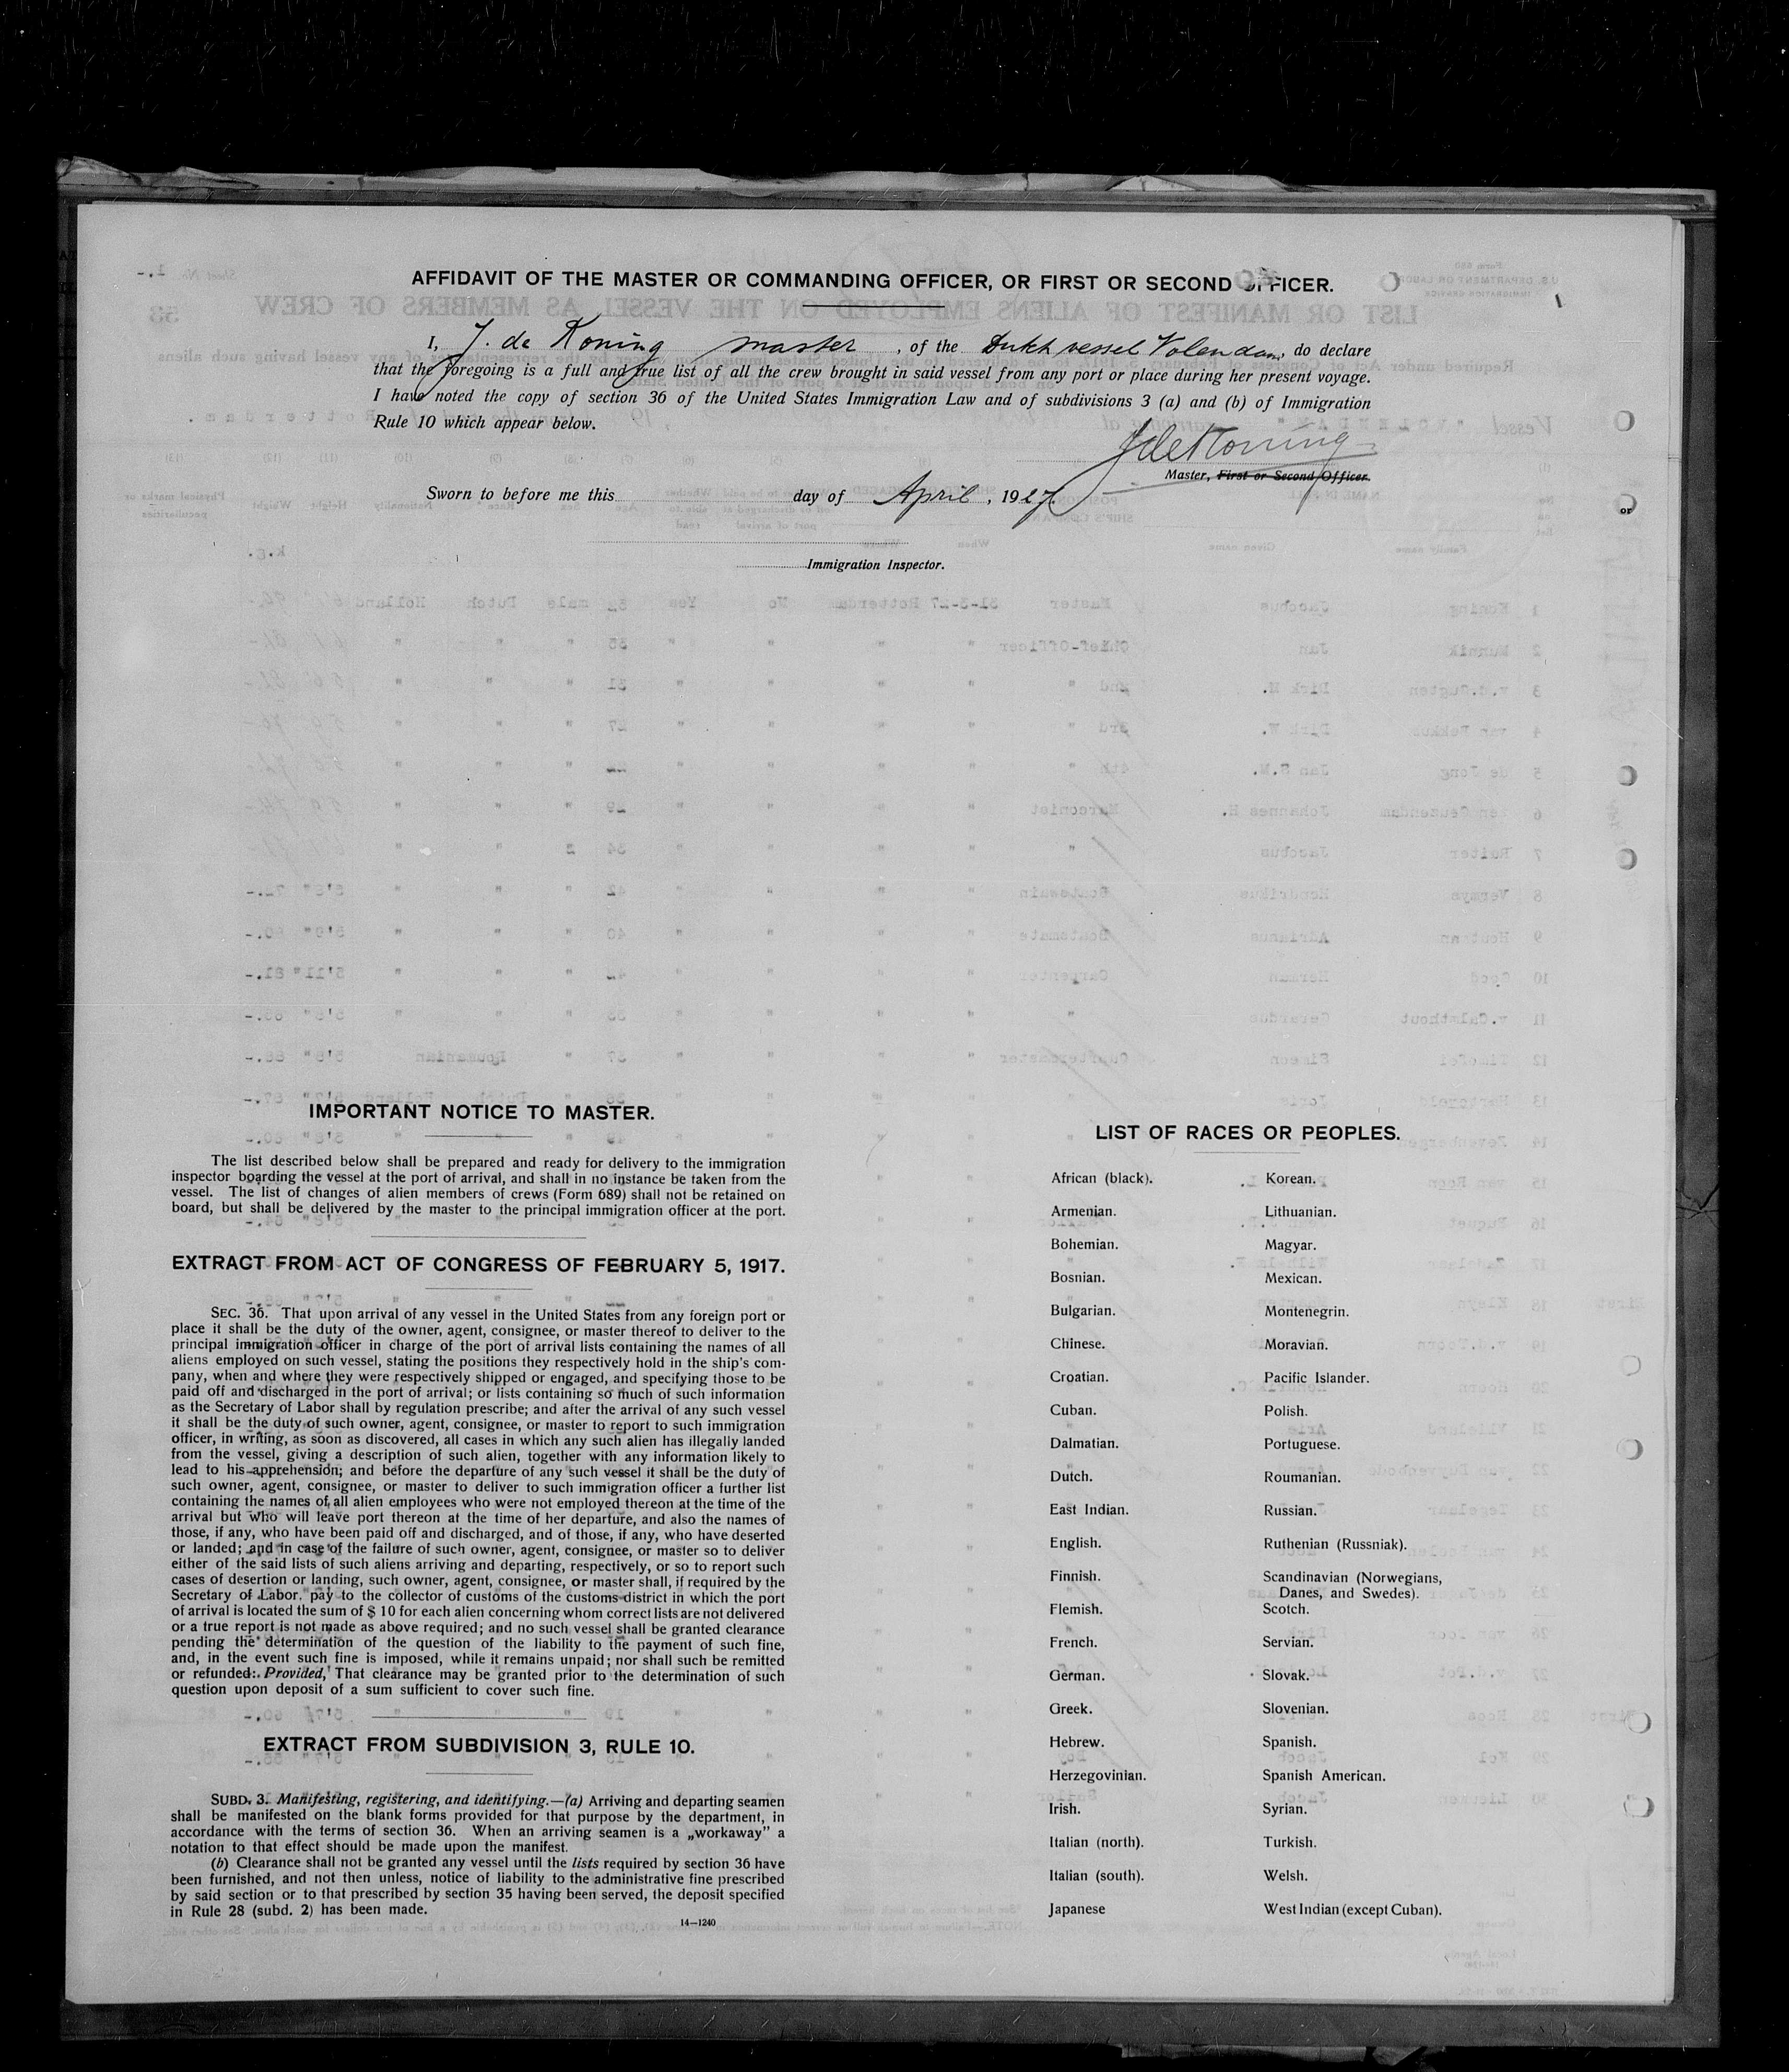 AFFIDAVIT OF THE MASTER OR COMMANDING OFFICER, OR FIRST OR SECOND OFFICER.
I, J. de Koning master, of the Dutch vessel Volendam, do declare
that the foregoing is a full and true list of all the crew brought in said vessel from any port or place during her present voyage.
I have noted the copy of section 36 of the United States Immigration Law and of subdivisions 3 (a) and (b) of Immigration
Rule 10 which appear below.
J de Koning
Master, First or Second Officer.
Sworn to before me this day of April, 1927
Immigration Inspector.
IMPORTANT NOTICE TO MASTER.
The list described below shall be prepared and ready for delivery to the immigration
inspector boarding the vessel at the port of arrival, and shall in no instance be taken from the
vessel. The list of changes of alien members of crews (Form 689) shall not be retained on
board, but shall be delivered by the master to the principal immigration officer at the port.
EXTRACT FROM ACT OF CONGRESS OF FEBRUARY 5, 1917.
SEC. 36. That upon arrival of any vessel in the United States from any foreign port or
place it shall be the duty of the owner, agent, consignee, or master thereof to deliver to the
principal immigration officer in charge of the port of arrival lists containing the names of all
aliens employed on such vessel, stating the positions they respectively hold in the ship's com-
pany, when and where they were respectively shipped or engaged, and specifying those to be
paid off and discharged in the port of arrival; or lists containing so much of such information
as the Secretary of Labor shall by regulation prescribe; and after the arrival of any such vessel
it shall be the duty of such owner, agent, consignee, or master to report to such immigration
officer, in writing, as soon as discovered, all cases in which any such alien has illegally landed
from the vessel, giving a description of such alien, together with any information likely to
lead to his apprehension; and before the departure of any such vessel it shall be the duty of
such owner, agent, consignee, or master to deliver to such immigration officer a further list
containing the names of all alien employees who were not employed thereon at the time of the
arrival but who will leave port thereon at the time of her departure, and also the names of
those, if any, who have been paid off and discharged, and of those, if any, who have deserted
or landed; and in case of the failure of such owner, agent, consignee, or master so to deliver
either of the said lists of such aliens arriving and departing, respectively, or so to report such
cases of desertion or landing, such owner, agent, consignee, or master shall, if required by the
Secretary of Labor, pay to the collector of customs of the customs district in which the port
of arrival is located the sum of $ 10 for each alien concerning whom correct lists are not delivered
or a true report is not made as above required; and no such vessel shall be granted clearance
pending the determination of the question of the liability to the payment of such fine,
and, in the event such fine is imposed, while it remains unpaid; nor shall such be remitted
or refunded: Provided, That clearance may be granted prior to the determination of such
question upon deposit of a sum sufficient to cover such fine.
EXTRACT FROM SUBDIVISION 3, RULE 10.
SUBD. 3. Manifesting, registering, and identifying.—(a) Arriving and departing seamen
shall be manifested on the blank forms provided for that purpose by the department, in
accordance with the terms of section 36. When an arriving seamen is a „workaway” a
notation to that effect should be made upon the manifest.
(b) Clearance shall not be granted any vessel until the lists required by section 36 have
been furnished, and not then unless, notice of liability to the administrative fine prescribed
by said section or to that prescribed by section 35 having been served, the deposit specified
in Rule 28 (subd. 2) has been made.
14—1240
LIST OF RACES OR PEOPLES.
African (black).
Armenian.
Bohemian.
Bosnian.
Bulgarian.
Chinese.
Croatian.
Cuban.
Dalmatian.
Dutch.
East Indian.
English.
Finnish.
Flemish.
French.
German.
Greek.
Hebrew.
Herzegovinian.
Irish.
Italian (north).
Italian (south).
Japanese
Korean.
Lithuanian.
Magyar.
Mexican.
Montenegrin.
Moravian.
Pacific Islander.
Polish.
Portuguese.
Roumanian.
Russian.
Ruthenian (Russniak).
Scandinavian (Norwegians,
Danes, and Swedes).
Scotch.
Servian.
Slovak.
Slovenian.
Spanish.
Spanish American.
Syrian.
Turkish.
Welsh.
West Indian (except Cuban).